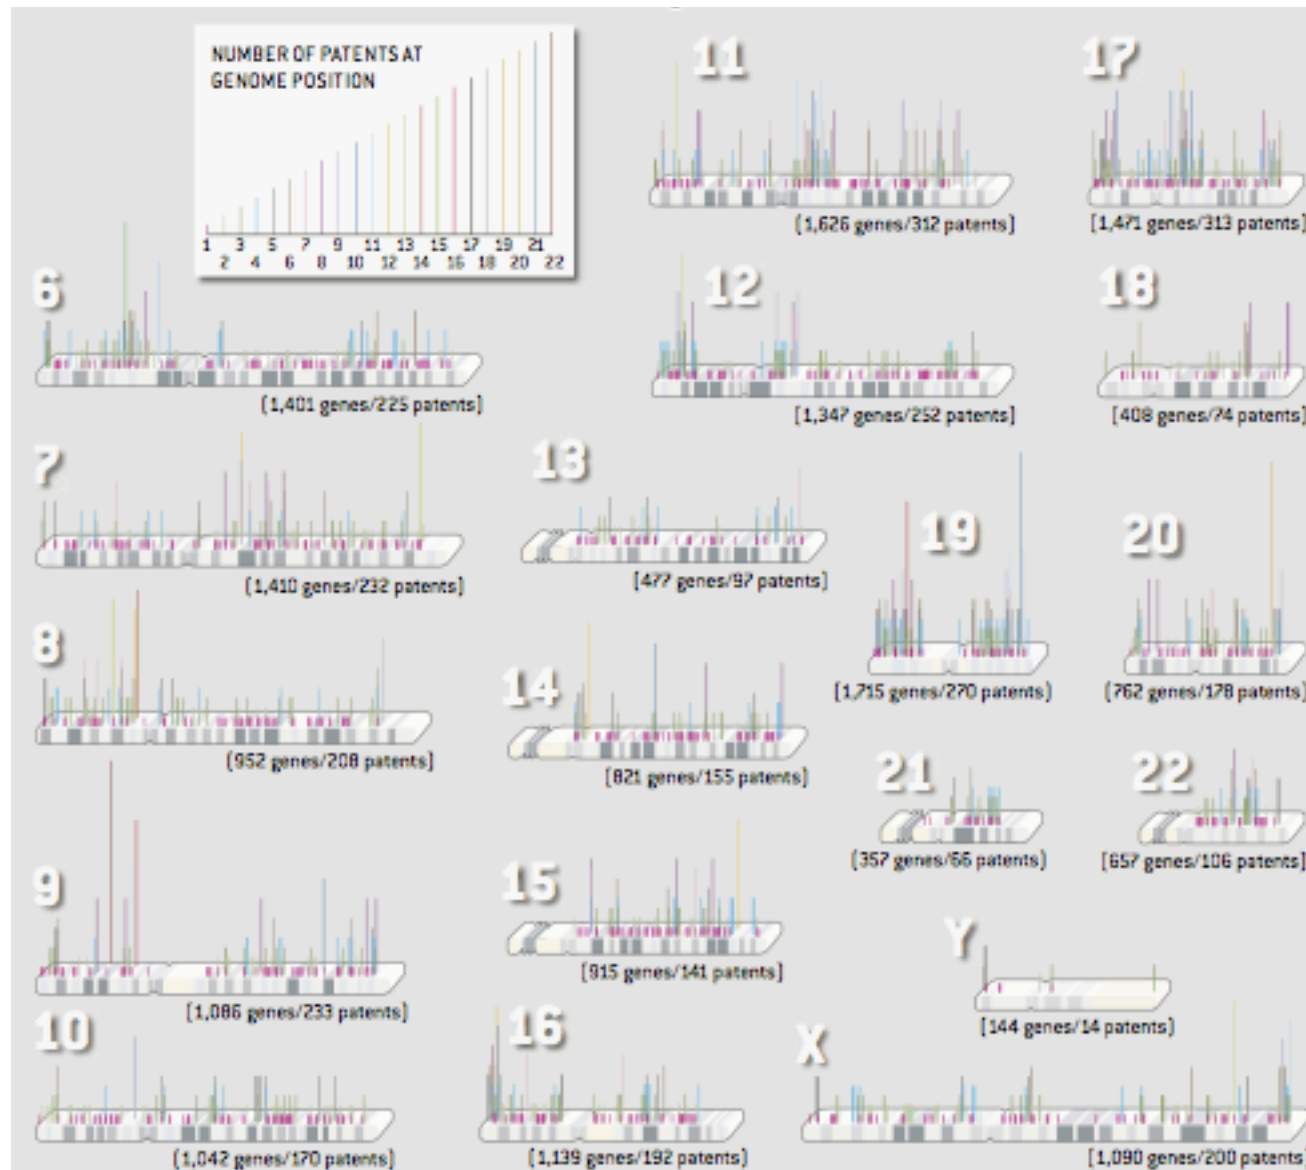 NUMBER OF PATENTS AT
GENOME POSITION
1 3 5 7 9 11 13 15 17 19 21
2 4 6 8 10 12 14 16 18 20 22
6
[1,401 genes/225 patents]
7
[1,410 genes/232 patents]
8
[952 genes/208 patents]
9
[1,086 genes/233 patents]
10
[1,042 genes/170 patents]
11
[1,626 genes/312 patents]
12
[1,347 genes/252 patents]
13
[477 genes/97 patents]
14
[821 genes/155 patents]
15
[915 genes/141 patents]
16
[1,139 genes/192 patents]
17
[1,471 genes/313 patents]
18
[408 genes/74 patents]
19
[1,715 genes/270 patents]
20
[762 genes/178 patents]
21
[357 genes/66 patents]
22
[657 genes/106 patents]
Y
[144 genes/14 patents]
X
[1,090 genes/200 patents]